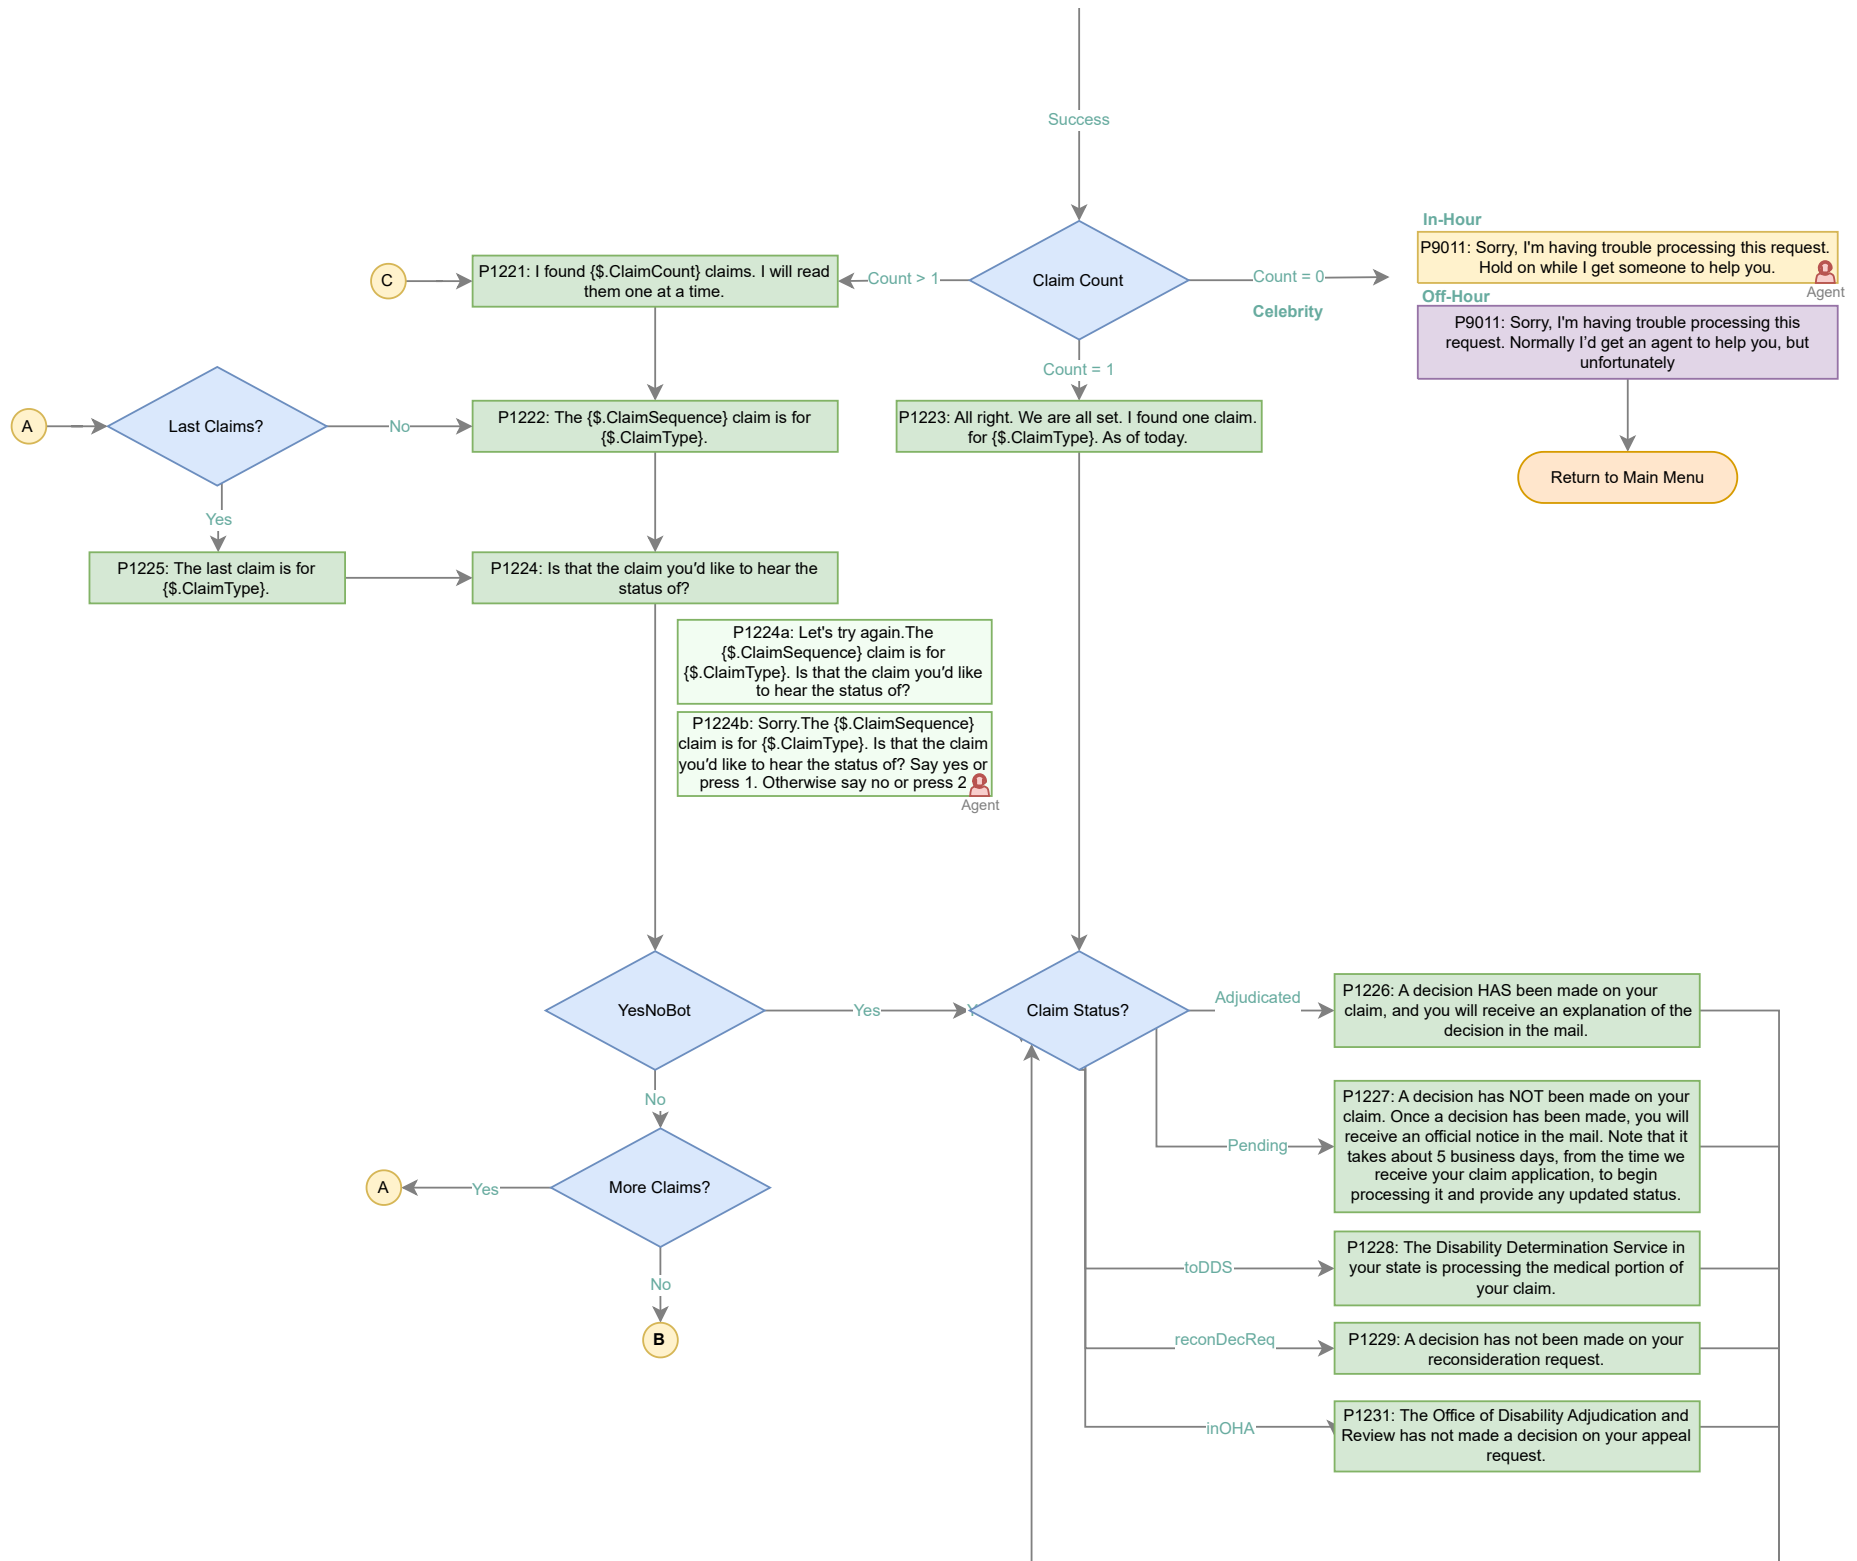 Success
In-Hour
P9011: Sorry, I'm having trouble processing this request.
Hold on while I get someone to help you.
Agent
C
P1221: I found {$.ClaimCount} claims. I will read
them one at a time.
Count > 1
Claim Count
Count = 0
Celebrity
Off-Hour
P9011: Sorry, I'm having trouble processing this
request. Normally I’d get an agent to help you, but
unfortunately
Count = 1
A
Last Claims?
No
P1222: The {$.ClaimSequence} claim is for
{$.ClaimType}.
P1223: All right. We are all set. I found one claim.
for {$.ClaimType}. As of today.
Return to Main Menu
Yes
P1225: The last claim is for
{$.ClaimType}.
P1224: Is that the claim you’d like to hear the
status of?
P1224a: Let's try again.The
{$.ClaimSequence} claim is for
{$.ClaimType}. Is that the claim you’d like
to hear the status of?
P1224b: Sorry.The {$.ClaimSequence}
claim is for {$.ClaimType}. Is that the claim
you’d like to hear the status of? Say yes or
press 1. Otherwise say no or press 2
Agent
YesNoBot
Yes
Claim Status?
Adjudicated
P1226: A decision HAS been made on your
claim, and you will receive an explanation of the
decision in the mail.
No
Pending
P1227: A decision has NOT been made on your
claim. Once a decision has been made, you will
receive an official notice in the mail. Note that it
takes about 5 business days, from the time we
receive your claim application, to begin
processing it and provide any updated status.
A
Yes
More Claims?
No
B
toDDS
P1228: The Disability Determination Service in
your state is processing the medical portion of
your claim.
reconDecReq
P1229: A decision has not been made on your
reconsideration request.
inOHA
P1231: The Office of Disability Adjudication and
Review has not made a decision on your appeal
request.